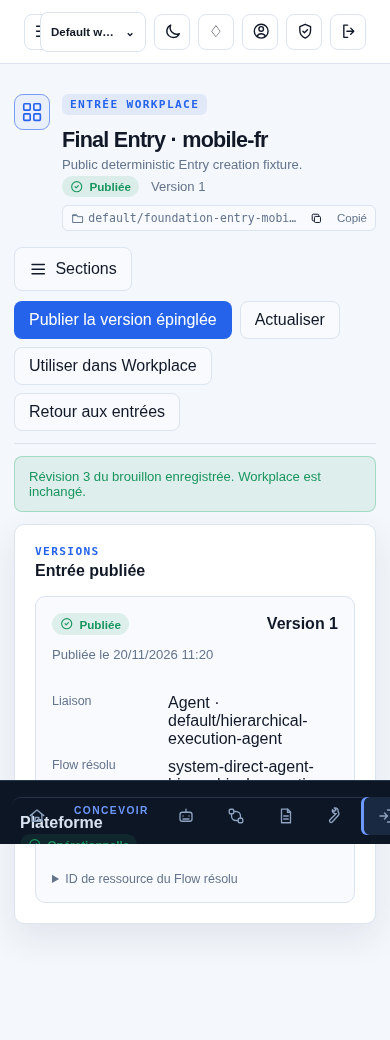 Default w… ⌄
ENTRÉE WORKPLACE
Final Entry · mobile-fr
Public deterministic Entry creation fixture.
Publiée Version 1
default/foundation-entry-mobi… Copié
Sections
Publier la version épinglée
Actualiser
Utiliser dans Workplace
Retour aux entrées
Révision 3 du brouillon enregistrée. Workplace est
inchangé.
VERSIONS
Entrée publiée
Publiée Version 1
Publiée le 20/11/2026 11:20
Liaison
Agent ·
default/hierarchical-
execution-agent
Flow résolu
system-direct-agent-
CONCEVOIR
Plateforme
Opérationnelle
ID de ressource du Flow résolu